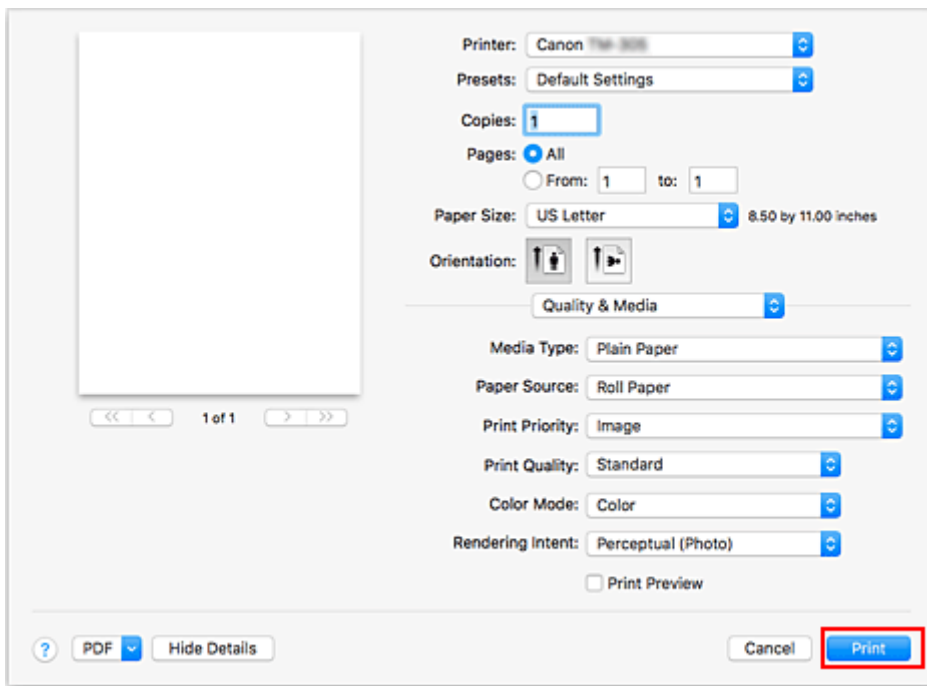 Printer: Canon
Presets: Default Settings
Copies: 1
Pages: All
From: 1 to: 1
Paper Size: US Letter 8.50 by 11.00 inches
Orientation:
Quality & Media
Media Type: Plain Paper
Paper Source: Roll Paper
<< < 1 of 1 > >>
Print Priority: Image
Print Quality: Standard
Color Mode: Color
Rendering Intent: Perceptual (Photo)
Print Preview
? PDF Hide Details Cancel Print